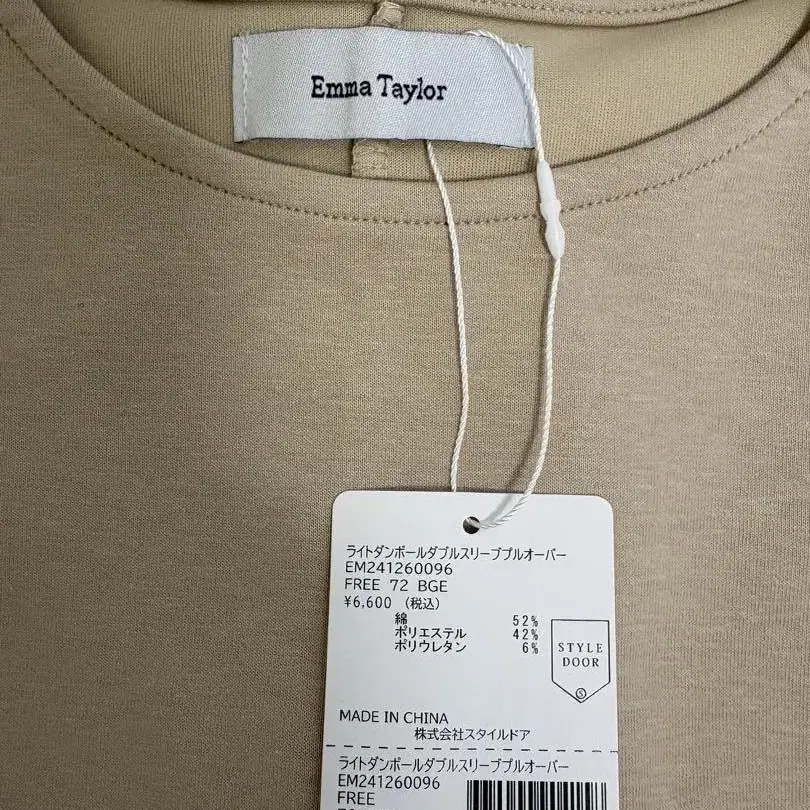 Emma Taylor
ライトダンボールダブルスリーブプルオーバー
EM241260096
FREE 72 BGE
¥6,600 (税込)
綿 52%
ポリエステル 42%
ポリウレタン 6%
STYLE
DOOR
S
MADE IN CHINA
株式会社スタイルドア
ライトダンボールダブルスリーブプルオーバー
EM241260096
FREE